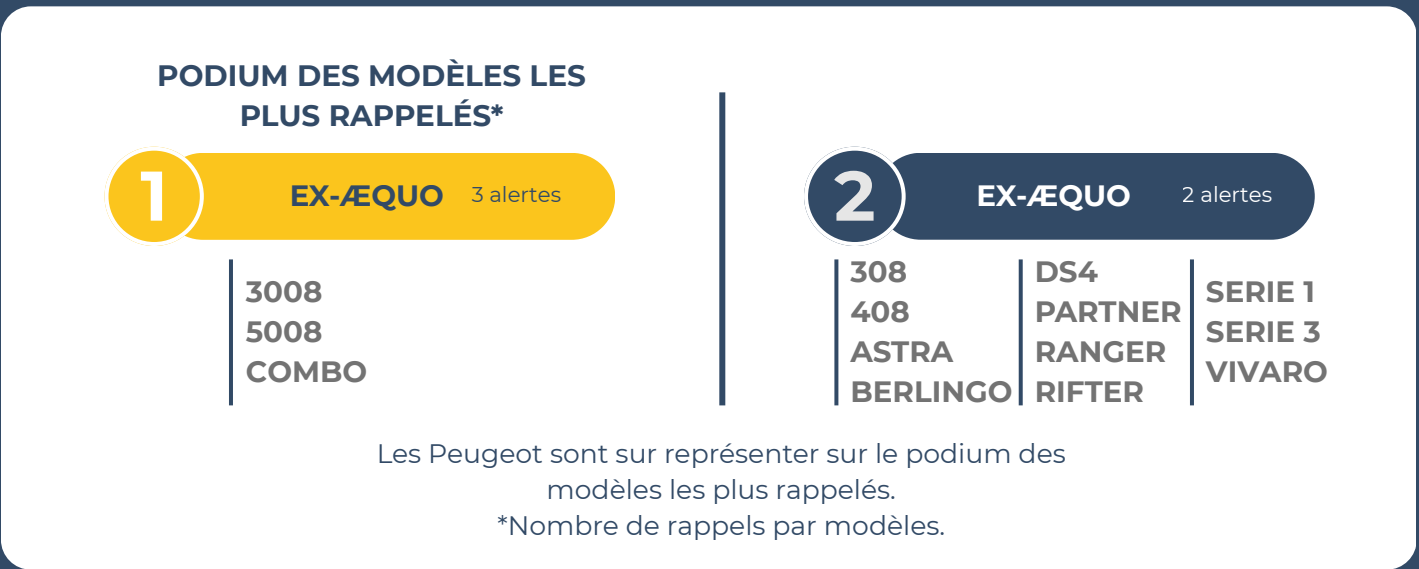 PODIUM DES MODÈLES LES
PLUS RAPPELÉS*
1
EX-ÆQUO 3 alertes
3008
5008
COMBO
2
EX-ÆQUO 2 alertes
308
408
ASTRA
BERLINGO
DS4
PARTNER
RANGER
RIFTER
SERIE 1
SERIE 3
VIVARO
Les Peugeot sont sur représenter sur le podium des
modèles les plus rappelés.
*Nombre de rappels par modèles.